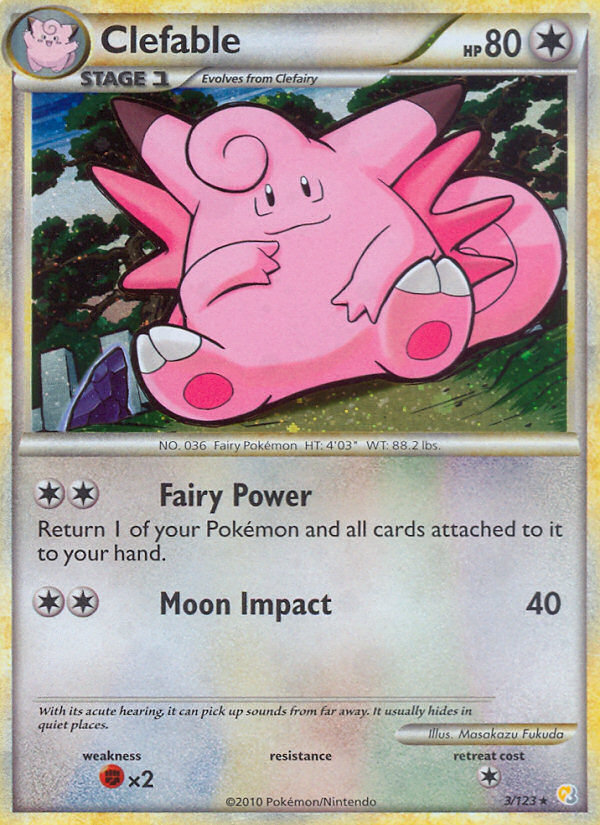 Clefable
HP 80
STAGE 1
Evolves from Clefairy
NO. 036 Fairy Pokémon HT: 4'03" WT: 88.2 lbs.
Fairy Power
Return 1 of your Pokémon and all cards attached to it
to your hand.
Moon Impact 40
With its acute hearing, it can pick up sounds from far away. It usually hides in
quiet places.
Illus. Masakazu Fukuda
weakness resistance retreat cost
×2
©2010 Pokémon/Nintendo 3/123 ★